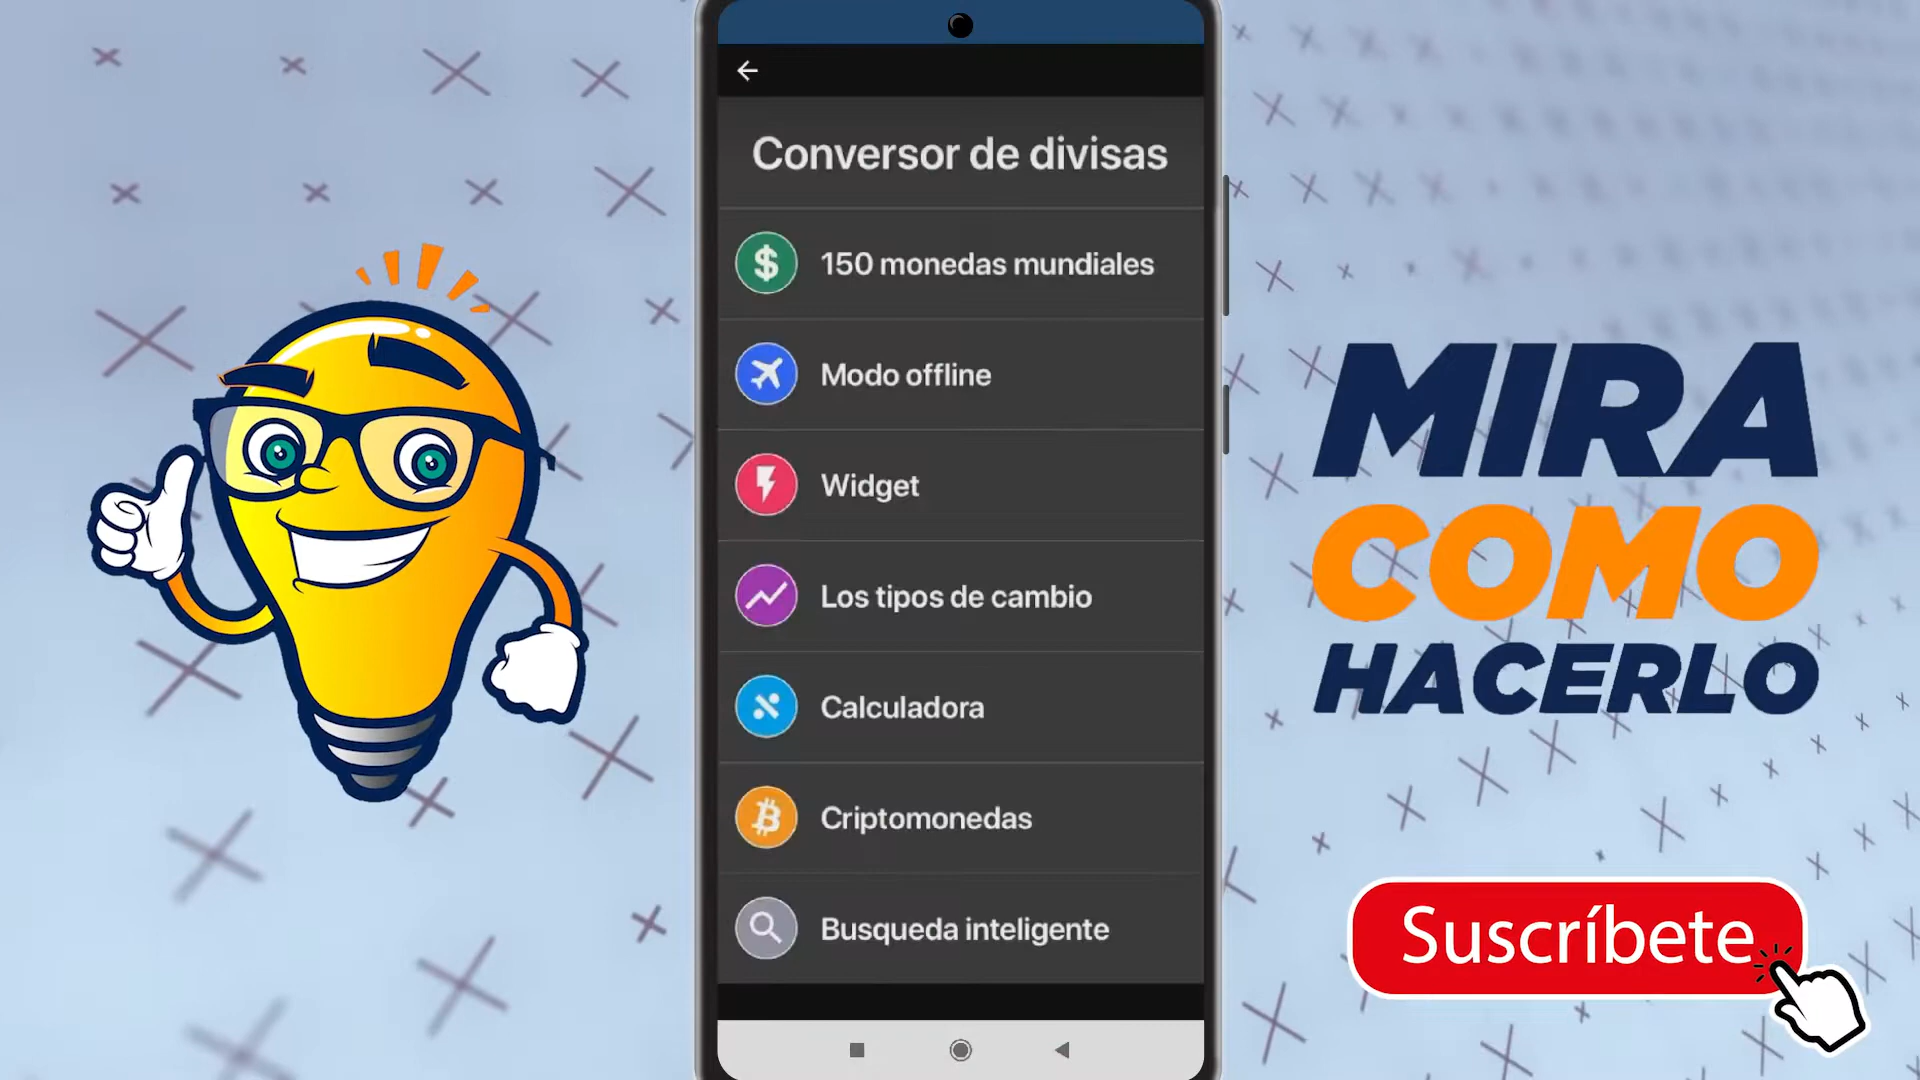 Conversor de divisas
150 monedas mundiales
Modo offline
Widget
Los tipos de cambio
Calculadora
Criptomonedas
Busqueda inteligente
MIRA
COMO
HACERLO
Suscríbete